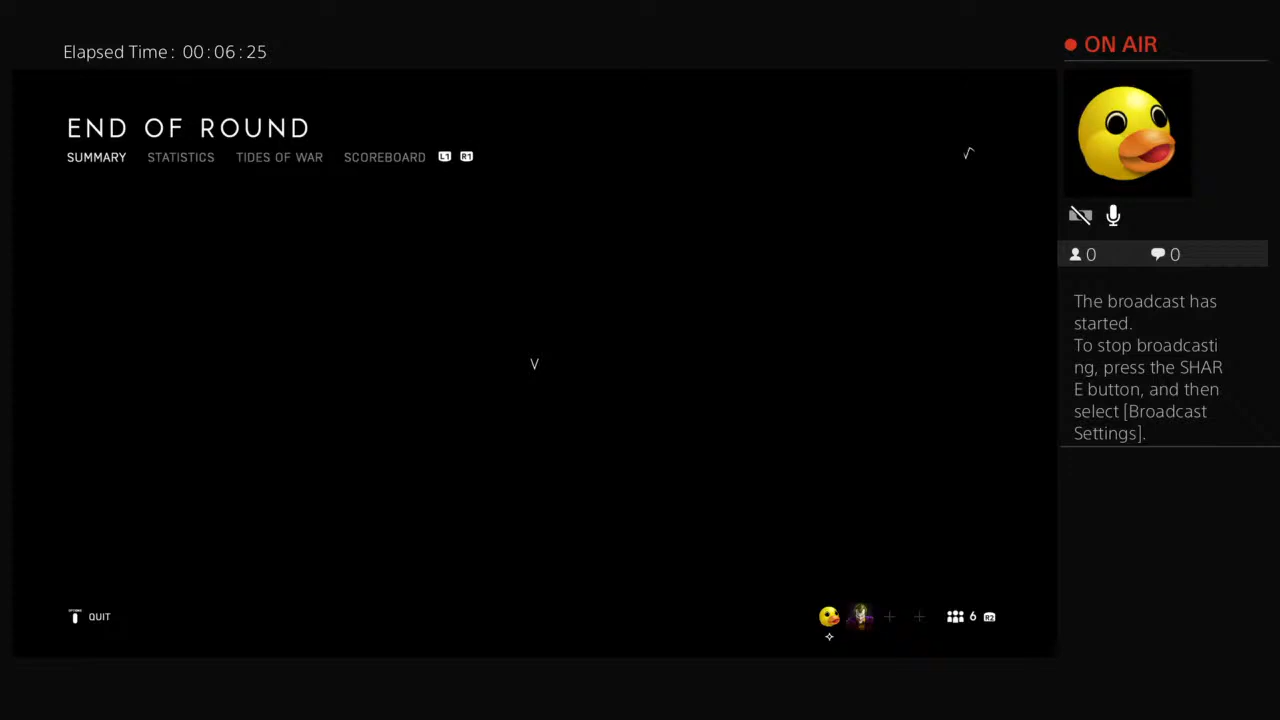 Elapsed Time: 00:06:25
ON AIR
END OF ROUND
SUMMARY STATISTICS TIDES OF WAR SCOREBOARD L1 R1
0 0
The broadcast has
started.
To stop broadcasti
ng, press the SHAR
E button, and then
select [Broadcast
Settings].
V
OPTIONS QUIT
6 R2